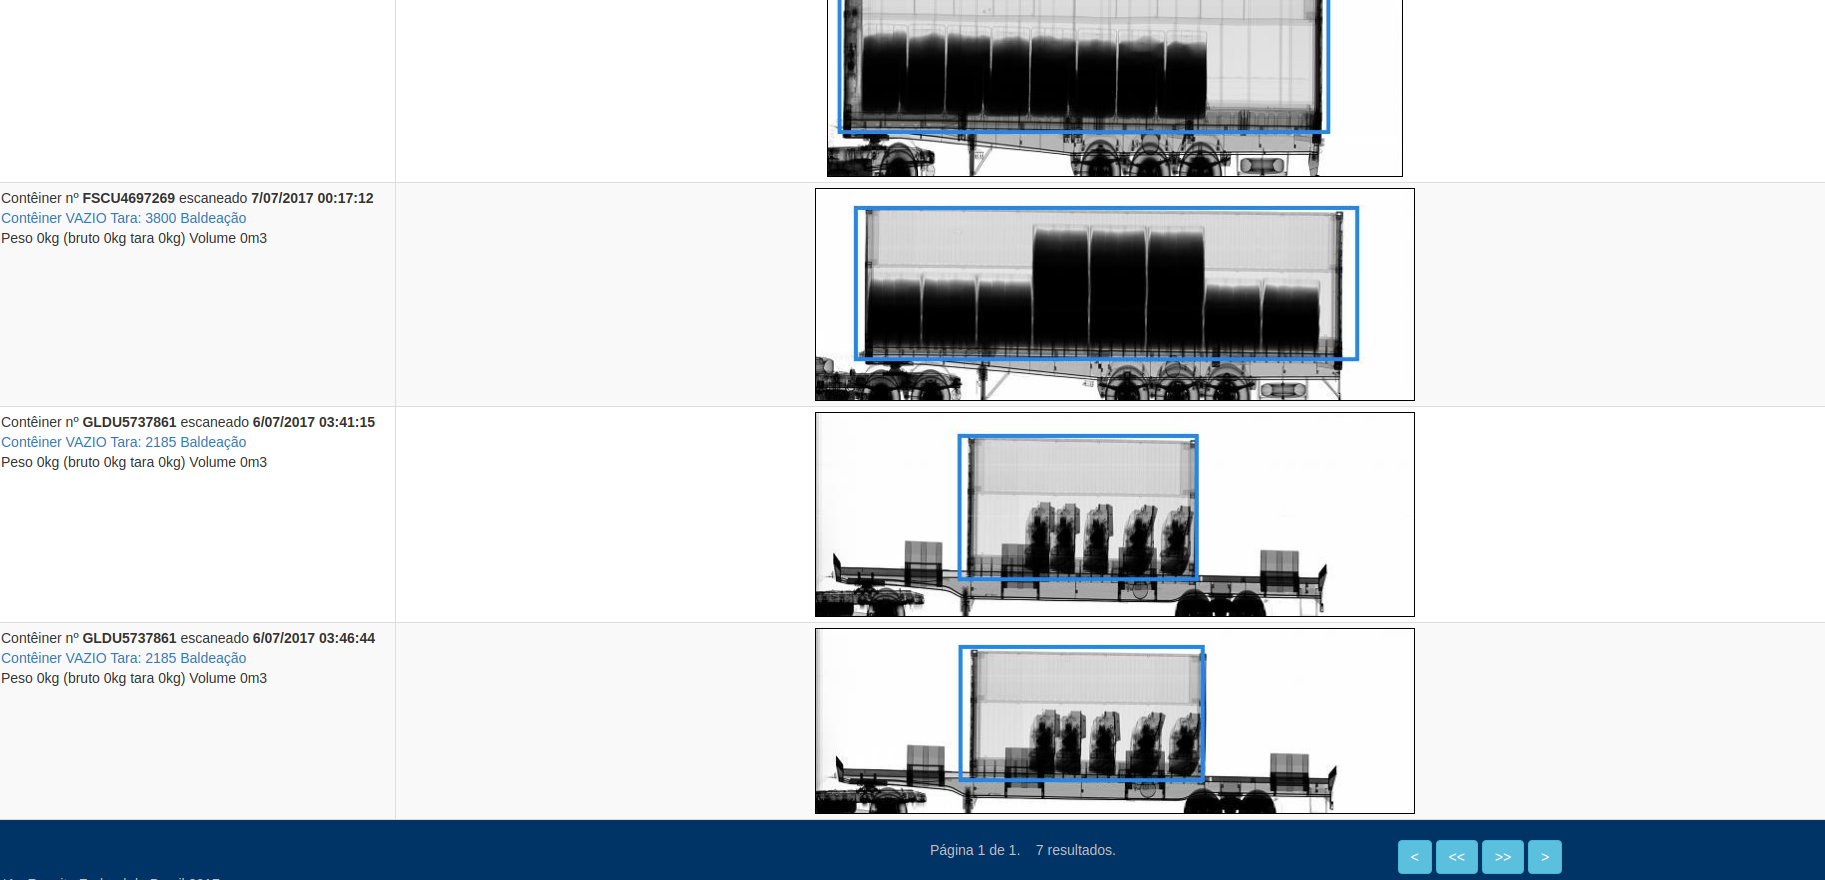 Contêiner nº FSCU4697269 escaneado 7/07/2017 00:17:12
Contêiner VAZIO Tara: 3800 Baldeação
Peso 0kg (bruto 0kg tara 0kg) Volume 0m3
Contêiner nº GLDU5737861 escaneado 6/07/2017 03:41:15
Contêiner VAZIO Tara: 2185 Baldeação
Peso 0kg (bruto 0kg tara 0kg) Volume 0m3
Contêiner nº GLDU5737861 escaneado 6/07/2017 03:46:44
Contêiner VAZIO Tara: 2185 Baldeação
Peso 0kg (bruto 0kg tara 0kg) Volume 0m3
Página 1 de 1. 7 resultados.
< << >> >